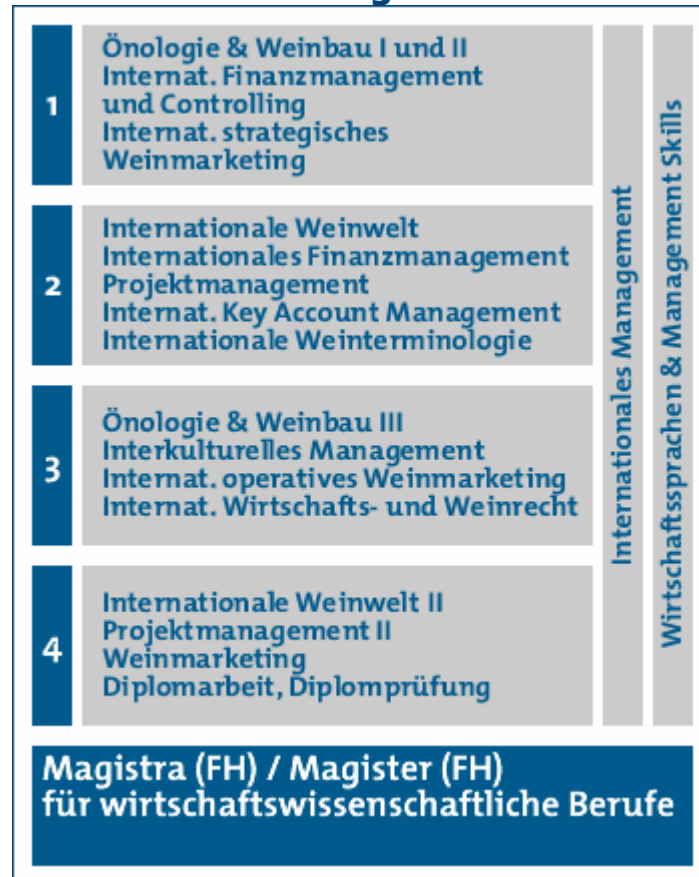 1
Önologie & Weinbau I und II
Internat. Finanzmanagement
und Controlling
Internat. strategisches
Weinmarketing
2
Internationale Weinwelt
Internationales Finanzmanagement
Projektmanagement
Internat. Key Account Management
Internationale Weinterminologie
3
Önologie & Weinbau III
Interkulturelles Management
Internat. operatives Weinmarketing
Internat. Wirtschafts- und Weinrecht
4
Internationale Weinwelt II
Projektmanagement II
Weinmarketing
Diplomarbeit, Diplomprüfung
Internationales Management
Wirtschaftssprachen & Management Skills
Magistra (FH) / Magister (FH)
für wirtschaftswissenschaftliche Berufe